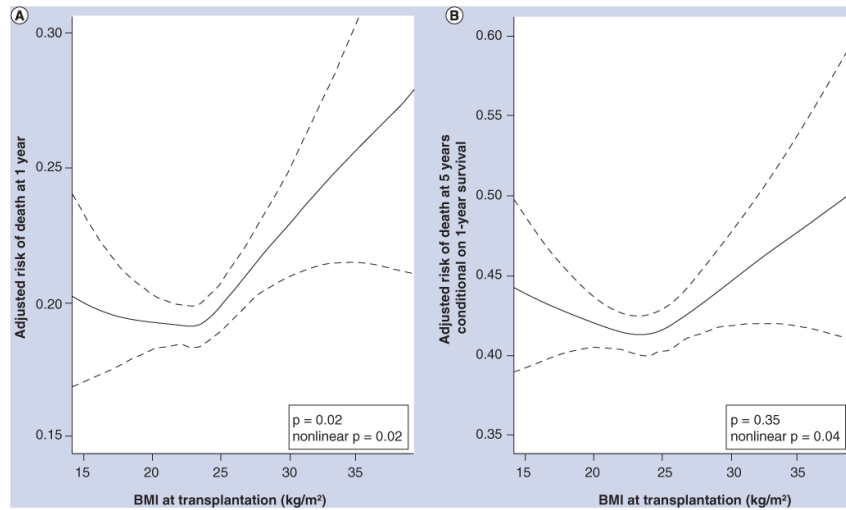 A
0.30
0.25
0.20
0.15
Adjusted risk of death at 1 year
p = 0.02
nonlinear p = 0.02
15 20 25 30 35
BMI at transplantation (kg/m²)
B
0.60
0.55
0.50
0.45
0.40
0.35
Adjusted risk of death at 5 years
conditional on 1-year survival
p = 0.35
nonlinear p = 0.04
15 20 25 30 35
BMI at transplantation (kg/m²)